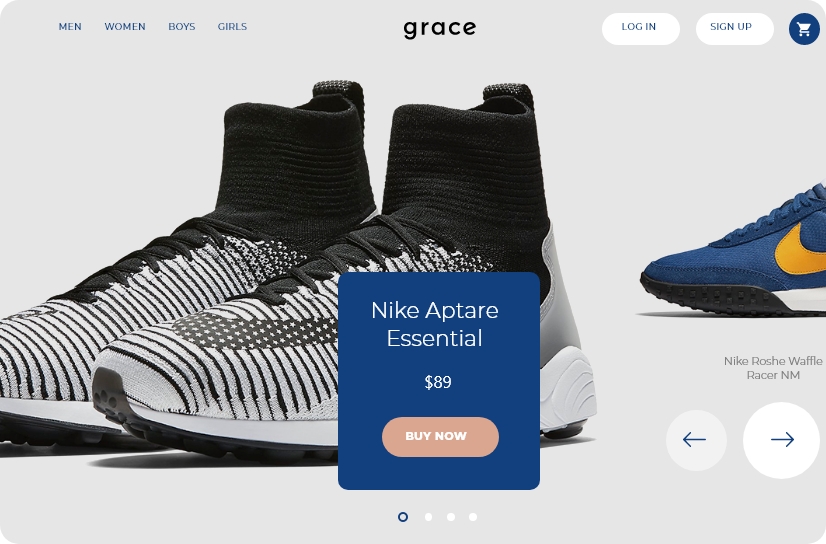 MEN
WOMEN
BOYS
GIRLS
grace
LOG IN
SIGN UP
Nike Aptare
Essential
$89
BUY NOW
Nike Roshe Waffle
Racer NM